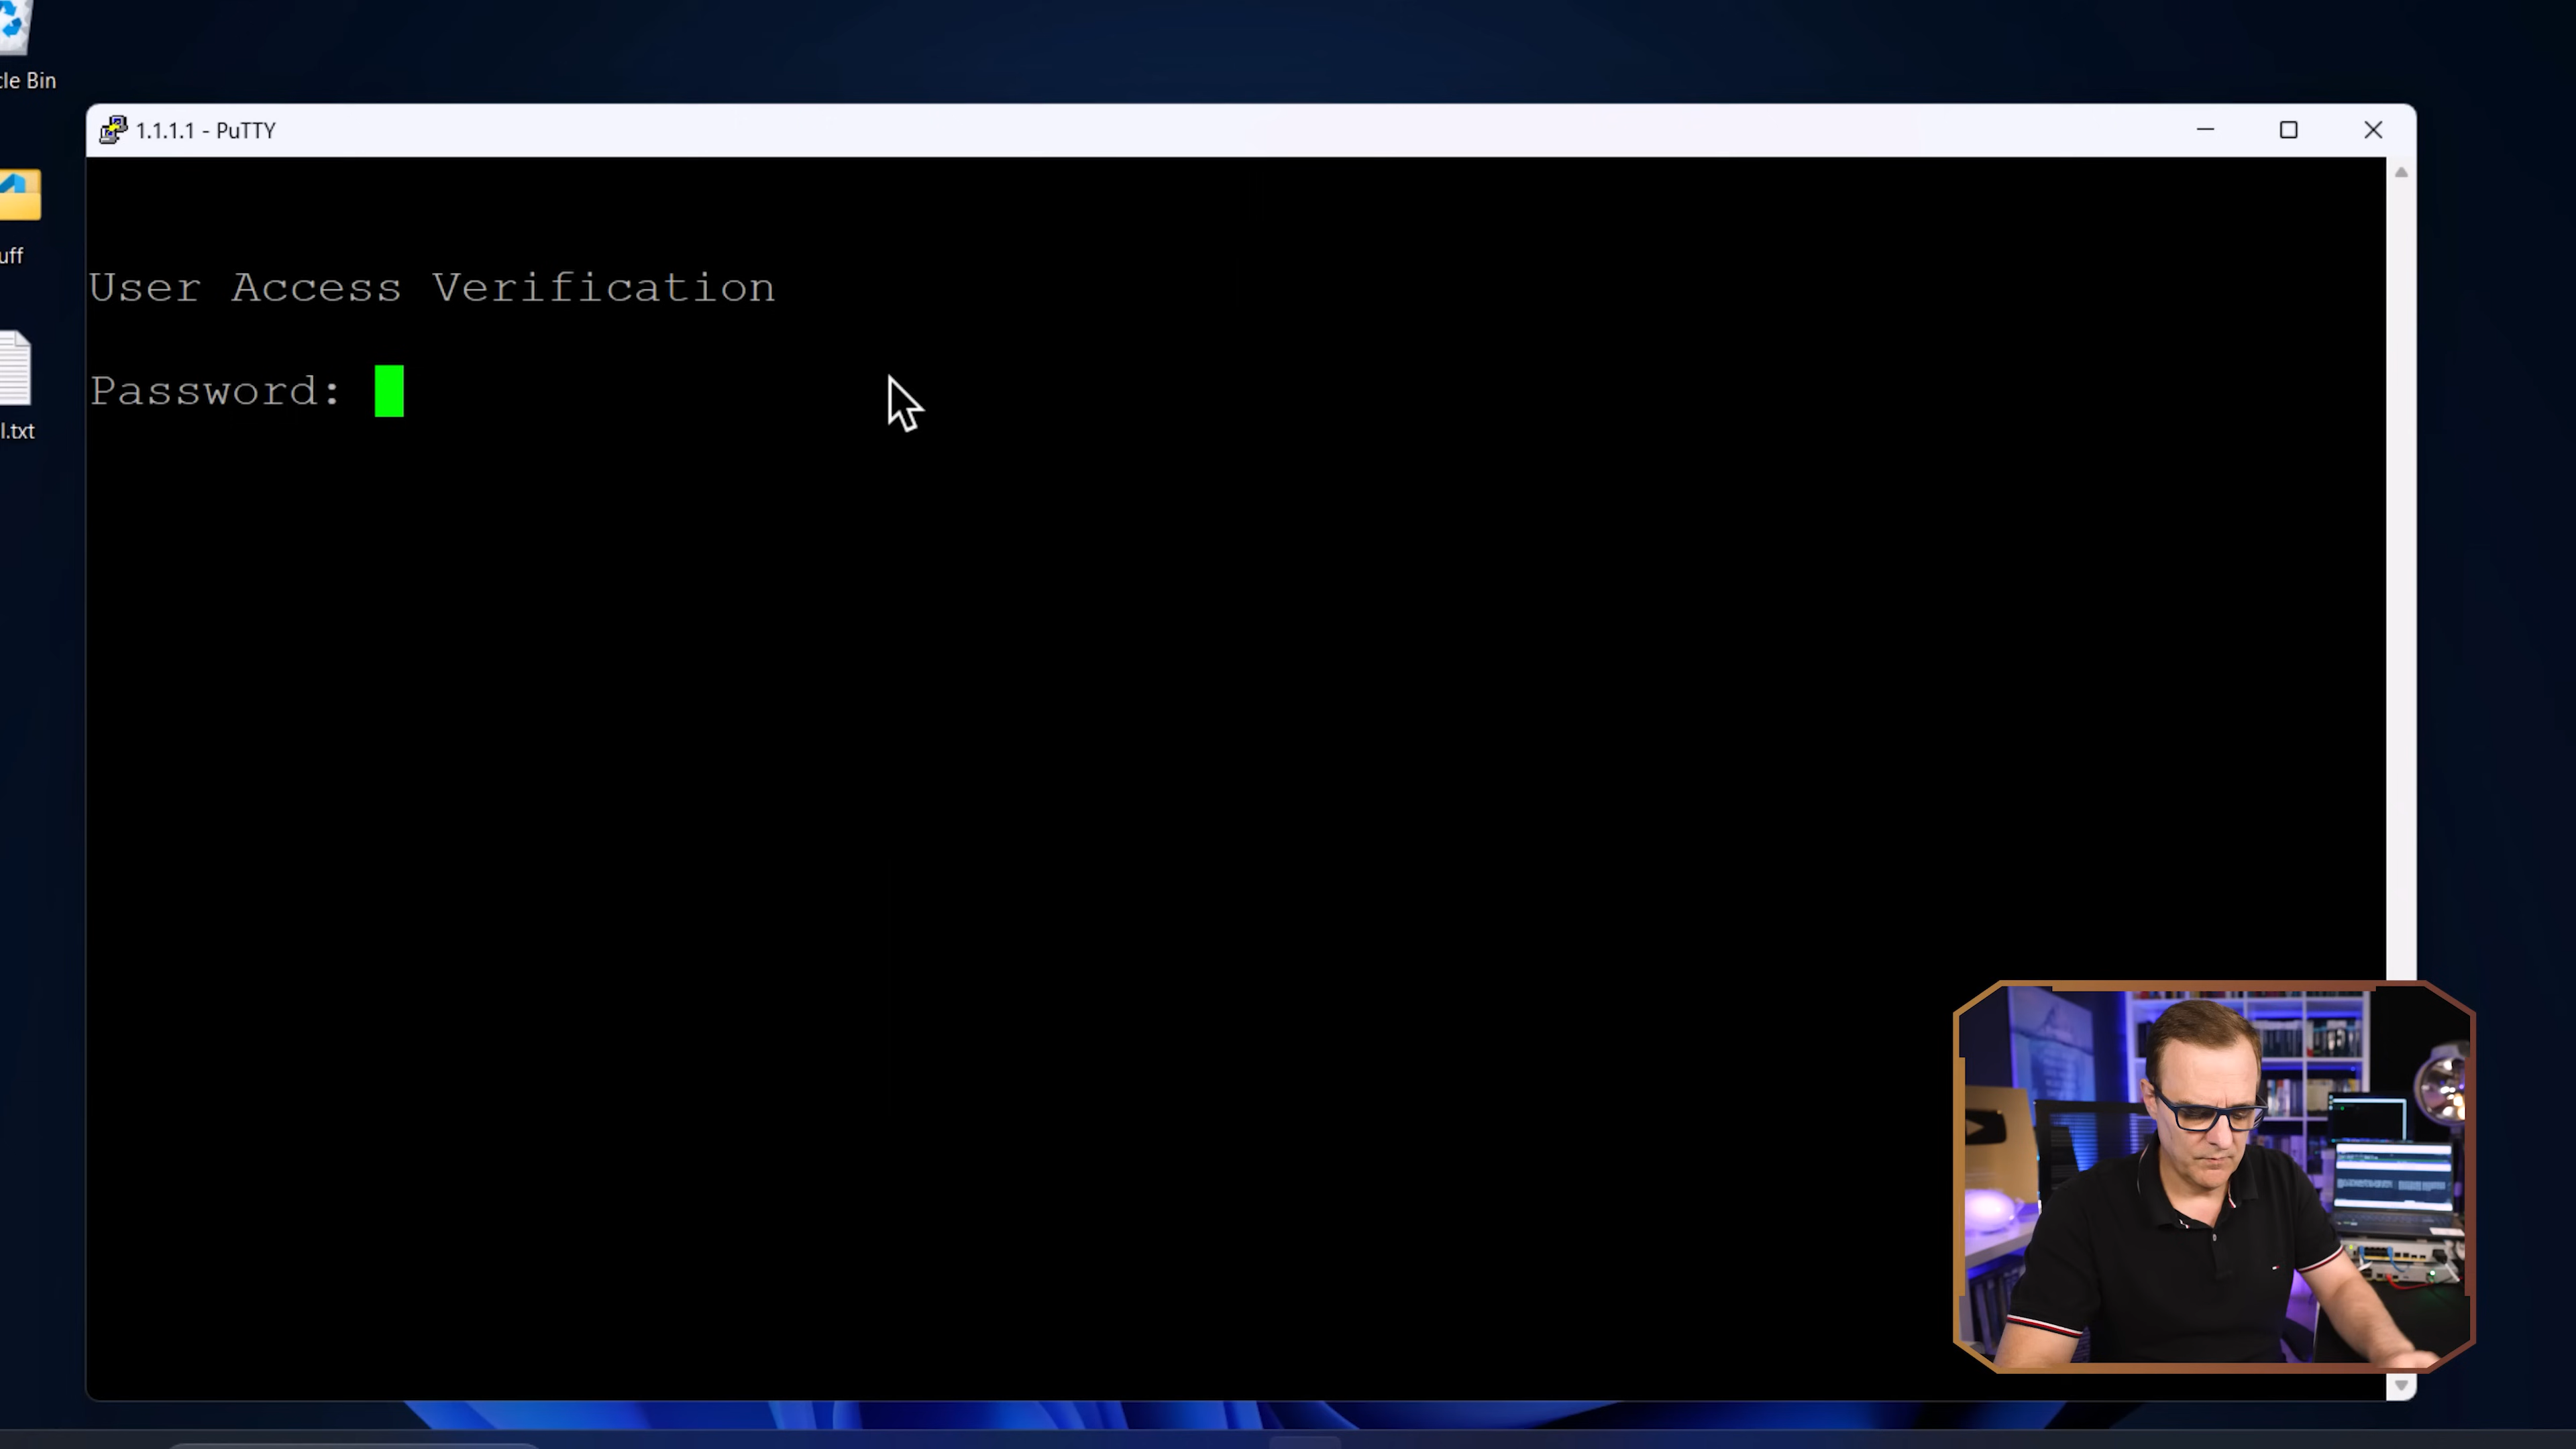 cle Bin
1.1.1.1 - PuTTY
uff
User Access Verification
Password:
l.txt